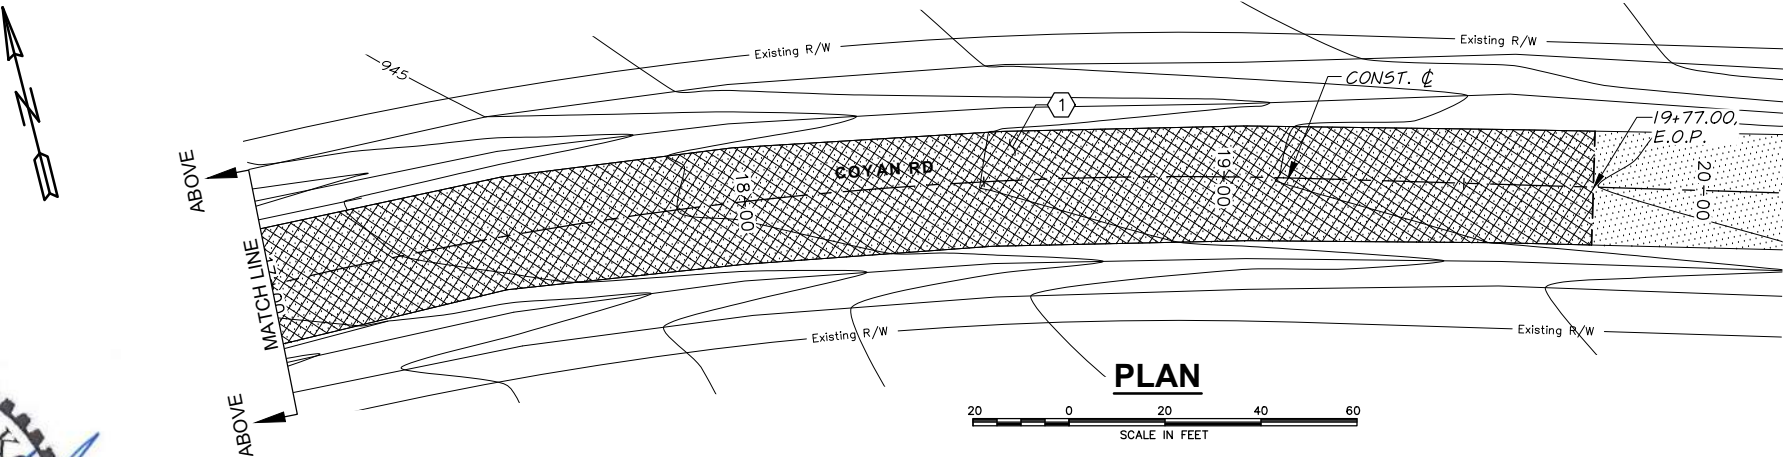 N
Existing R/W
Existing R/W
945
1
CONST. ℄
19+77.00,
E.O.P.
ABOVE
COYAN RD
18+00
19+00
20+00
MATCH LINE
Existing R/W
Existing R/W
ABOVE
PLAN
20 0 20 40 60
SCALE IN FEET